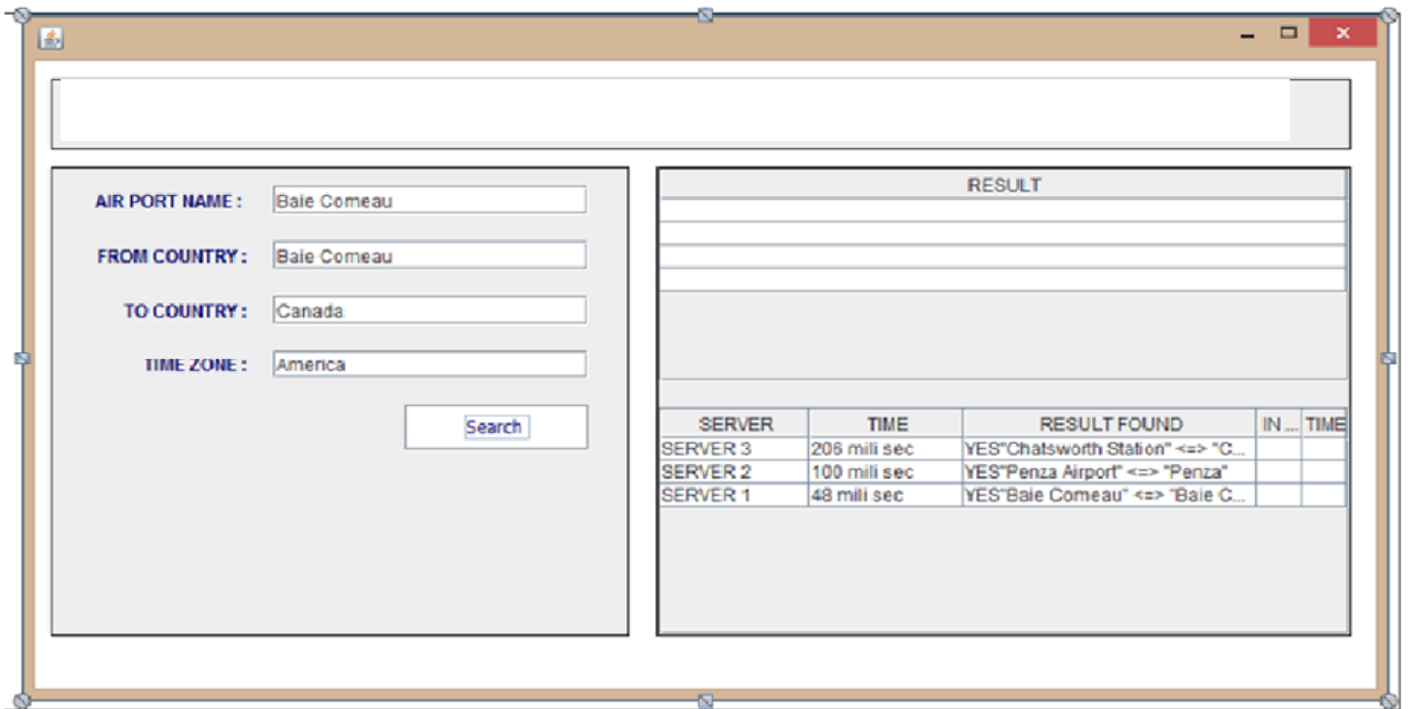 AIR PORT NAME : Baie Comeau
FROM COUNTRY : Baie Comeau
TO COUNTRY : Canada
TIME ZONE : America
Search
RESULT
SERVER TIME RESULT FOUND IN ... TIME
SERVER 3 206 mili sec YES"Chatsworth Station" <=> "C...
SERVER 2 100 mili sec YES"Penza Airport" <=> "Penza"
SERVER 1 48 mili sec YES"Baie Comeau" <=> "Baie C...